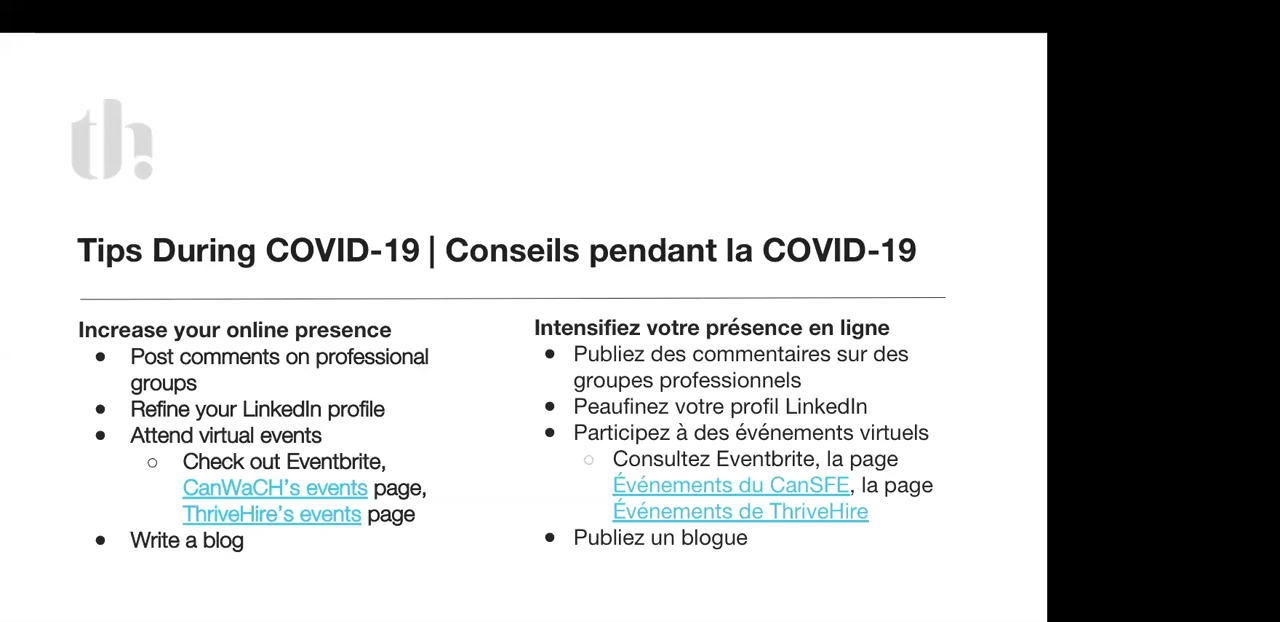 th
Tips During COVID-19 | Conseils pendant la COVID-19
Increase your online presence
● Post comments on professional
groups
● Refine your LinkedIn profile
● Attend virtual events
○ Check out Eventbrite,
CanWaCH's events page,
ThriveHire's events page
● Write a blog
Intensifiez votre présence en ligne
● Publiez des commentaires sur des
groupes professionnels
● Peaufinez votre profil LinkedIn
● Participez à des événements virtuels
○ Consultez Eventbrite, la page
Événements du CanSFE, la page
Événements de ThriveHire
● Publiez un blogue